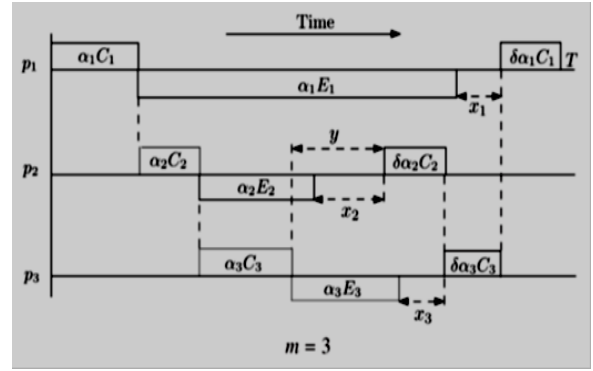 Time
p₁ α₁C₁ δα₁C₁ T
α₁E₁
x₁
y
p₂ α₂C₂ δα₂C₂
α₂E₂
x₂
α₃C₃ δα₃C₃
p₃
α₃E₃
x₃
m = 3